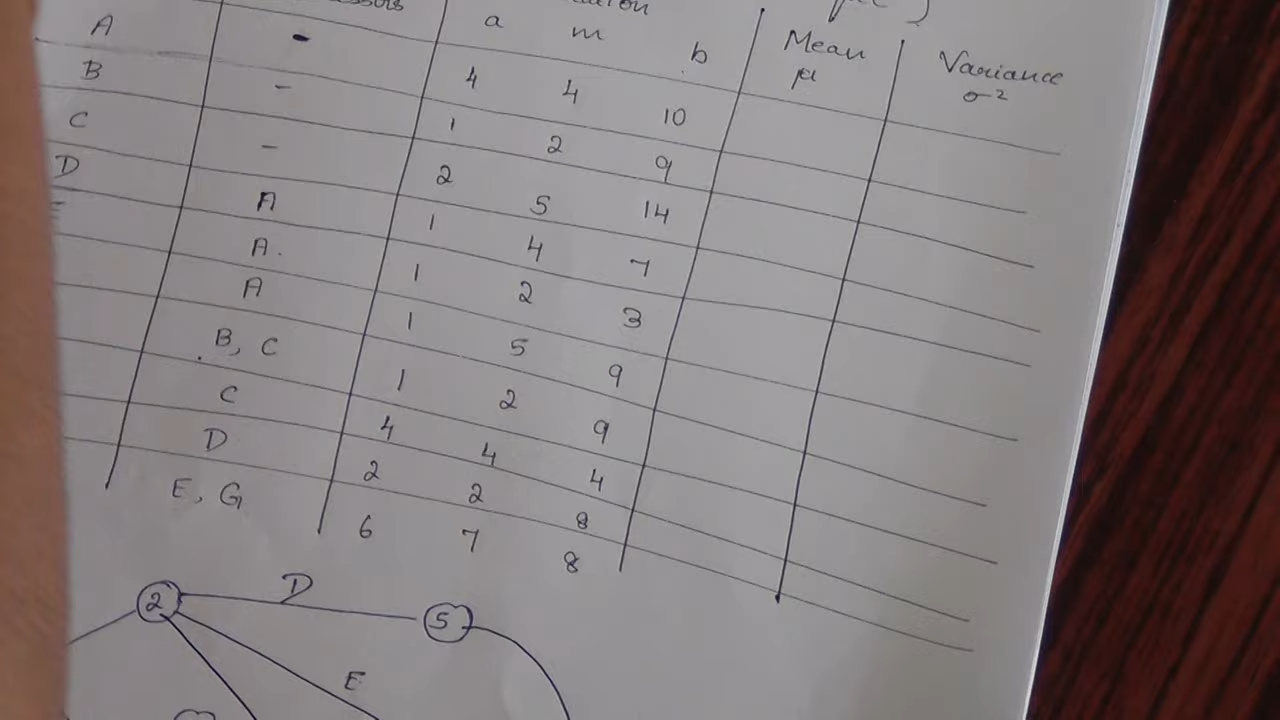 a m b Mean Variance
μ σ²
A - 4 4 10
B - 1 2 9
C - 2 5 14
D A 1 4 7
A. 1 2 3
A 1 5 9
B, C 1 2 9
C 4 4 4
D 2 2 8
E, G 6 7 8
2 D 5
E